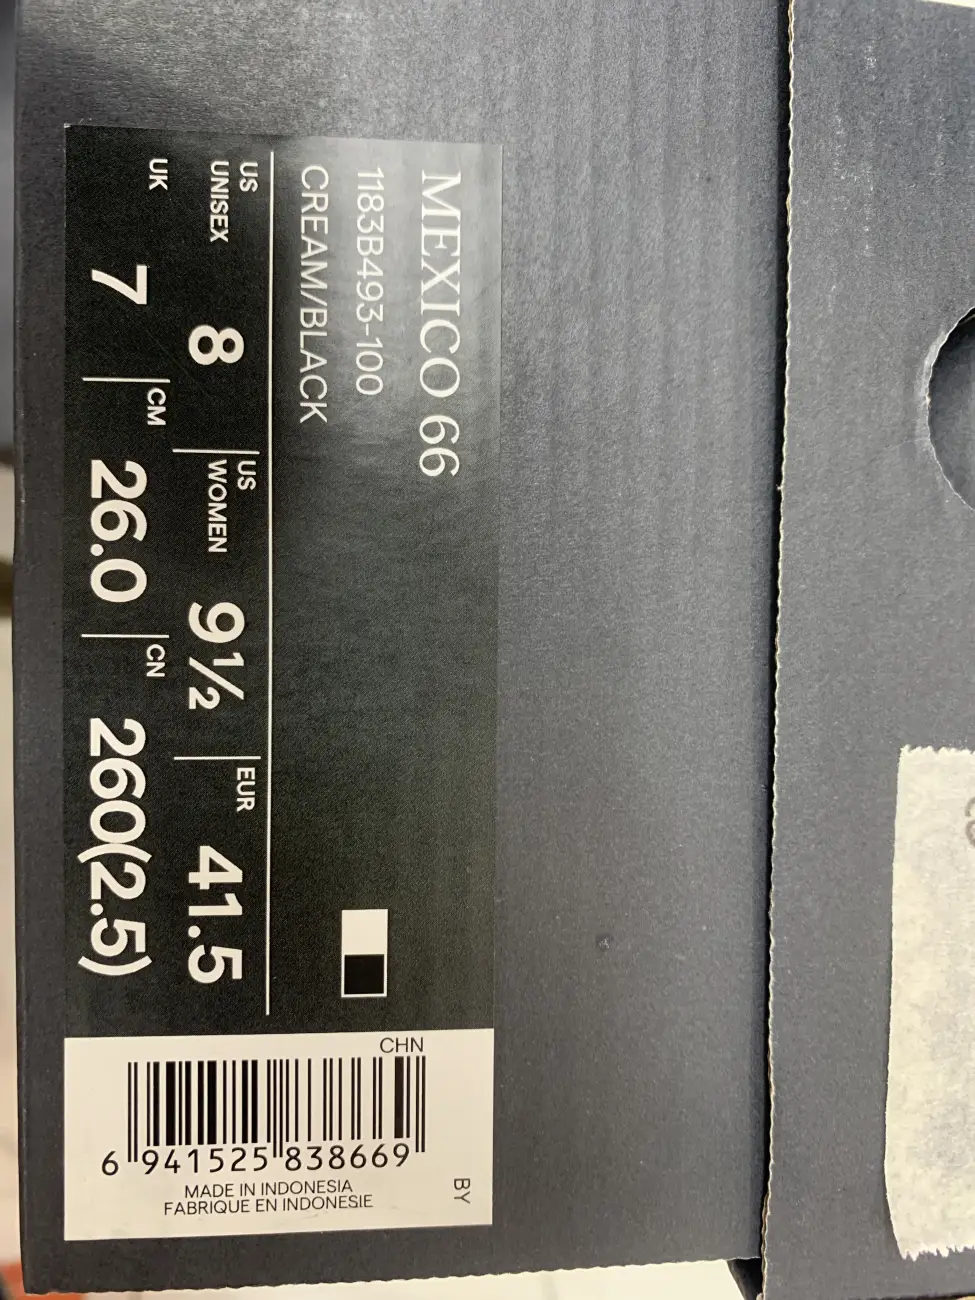 MEXICO 66
1183B493-100
CREAM/BLACK
US UNISEX 8 US WOMEN 9½ EUR 41.5
UK 7 CM 26.0 CN 260(2.5)
CHN
6 941525 838669
MADE IN INDONESIA
FABRIQUE EN INDONESIE
BY